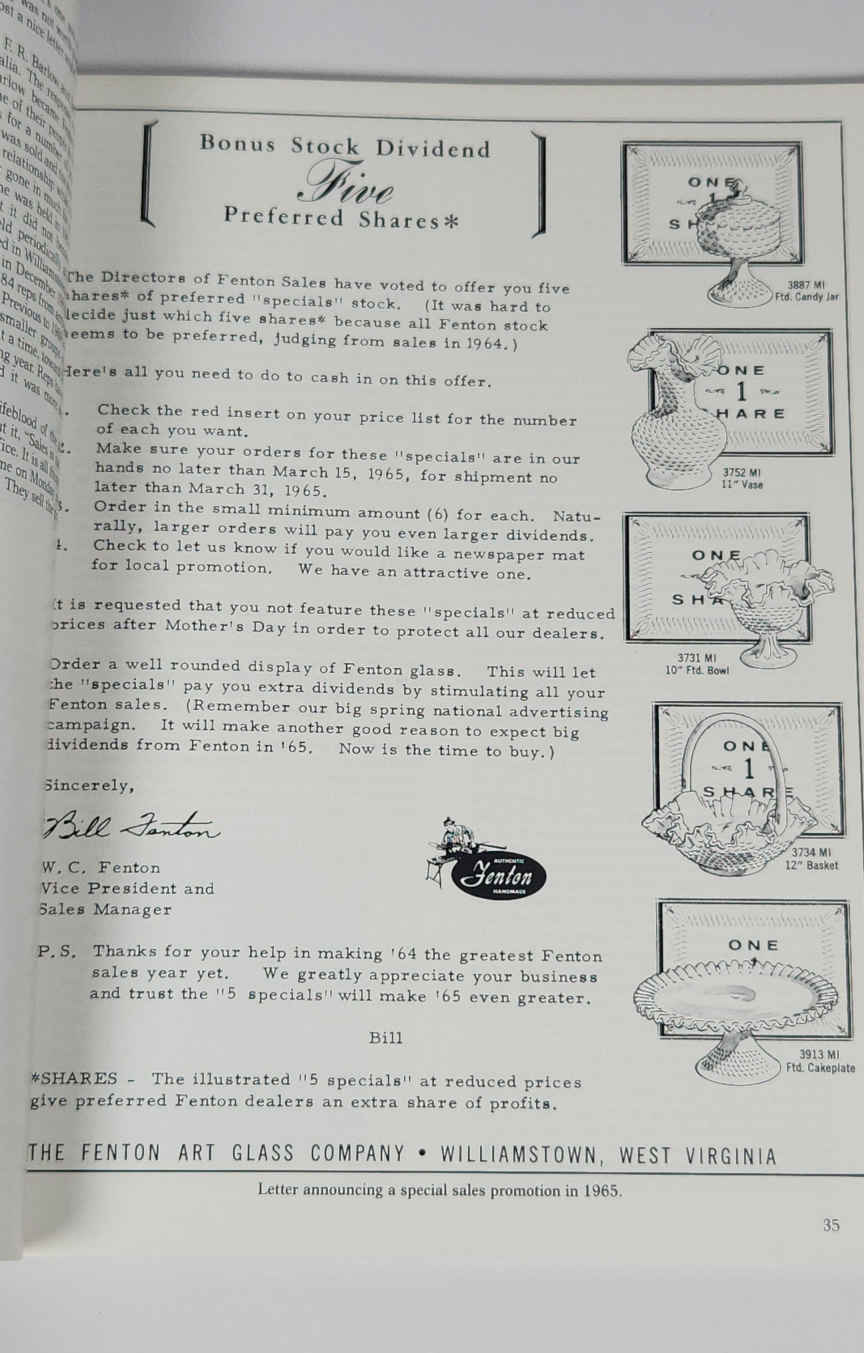 Bonus Stock Dividend
Five
Preferred Shares*
The Directors of Fenton Sales have voted to offer you five
shares* of preferred "specials" stock. (It was hard to
decide just which five shares* because all Fenton stock
seems to be preferred, judging from sales in 1964.)
Here's all you need to do to cash in on this offer.
Check the red insert on your price list for the number
of each you want.
2. Make sure your orders for these "specials" are in our
hands no later than March 15, 1965, for shipment no
later than March 31, 1965.
3. Order in the small minimum amount (6) for each. Natu-
rally, larger orders will pay you even larger dividends.
4. Check to let us know if you would like a newspaper mat
for local promotion. We have an attractive one.
It is requested that you not feature these "specials" at reduced
prices after Mother's Day in order to protect all our dealers.
Order a well rounded display of Fenton glass. This will let
the "specials" pay you extra dividends by stimulating all your
Fenton sales. (Remember our big spring national advertising
campaign. It will make another good reason to expect big
dividends from Fenton in '65. Now is the time to buy.)
Sincerely,
Bill Fenton
W. C. Fenton
Vice President and
Sales Manager
AUTHENTIC
Fenton
HANDMADE
P.S. Thanks for your help in making '64 the greatest Fenton
sales year yet. We greatly appreciate your business
and trust the "5 specials" will make '65 even greater.
Bill
*SHARES - The illustrated "5 specials" at reduced prices
give preferred Fenton dealers an extra share of profits.
ONE
1
SH
3887 MI
Ftd. Candy Jar
ONE
1
HARE
3752 MI
11" Vase
ONE
SHA
3731 MI
10" Ftd. Bowl
ONE
1
SHARE
3734 MI
12" Basket
ONE
3913 MI
Ftd. Cakeplate
THE FENTON ART GLASS COMPANY • WILLIAMSTOWN, WEST VIRGINIA
Letter announcing a special sales promotion in 1965.
35